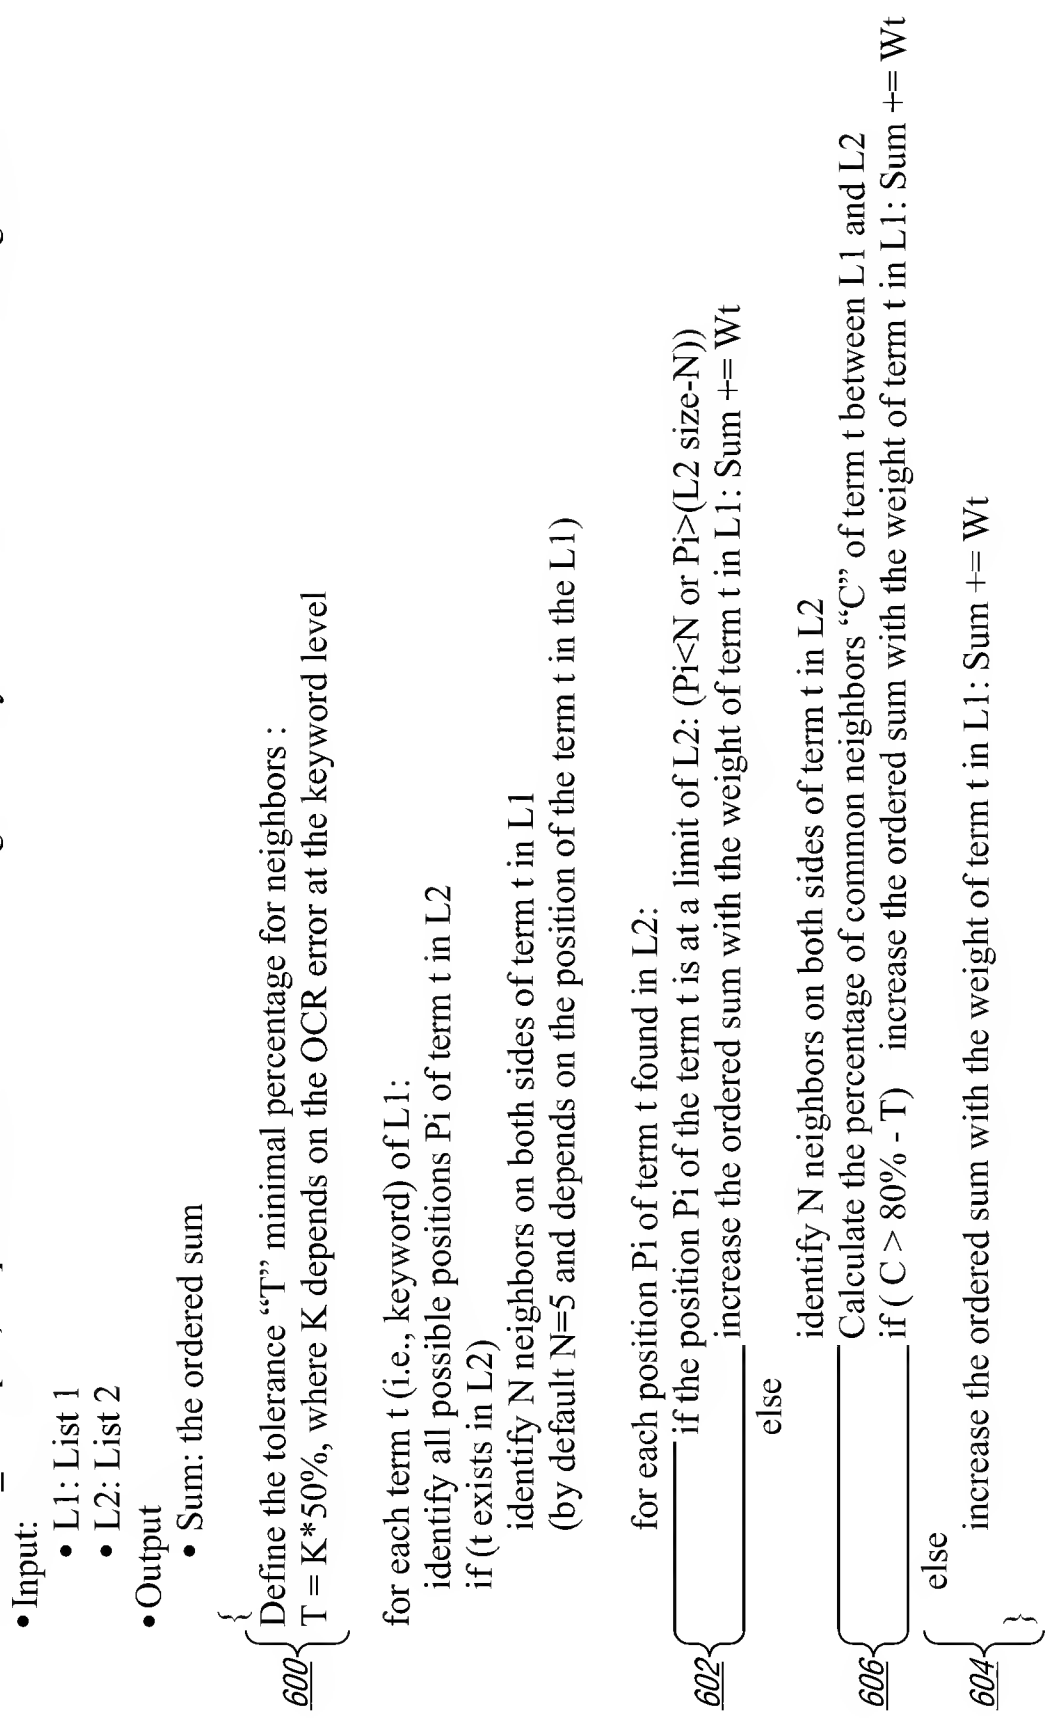 • Input:
• L1: List 1
• L2: List 2
• Output
• Sum: the ordered sum
{
Define the tolerance “T” minimal percentage for neighbors :
600 T = K*50%, where K depends on the OCR error at the keyword level
for each term t (i.e., keyword) of L1:
identify all possible positions Pi of term t in L2
if (t exists in L2)
identify N neighbors on both sides of term t in L1
(by default N=5 and depends on the position of the term t in the L1)
for each position Pi of term t found in L2:
if the position Pi of the term t is at a limit of L2: (Pi<N or Pi>(L2 size-N))
602 increase the ordered sum with the weight of term t in L1: Sum += Wt
else
identify N neighbors on both sides of term t in L2
Calculate the percentage of common neighbors “C” of term t between L1 and L2
606 if ( C > 80% - T) increase the ordered sum with the weight of term t in L1: Sum += Wt
else
604 increase the ordered sum with the weight of term t in L1: Sum += Wt
}